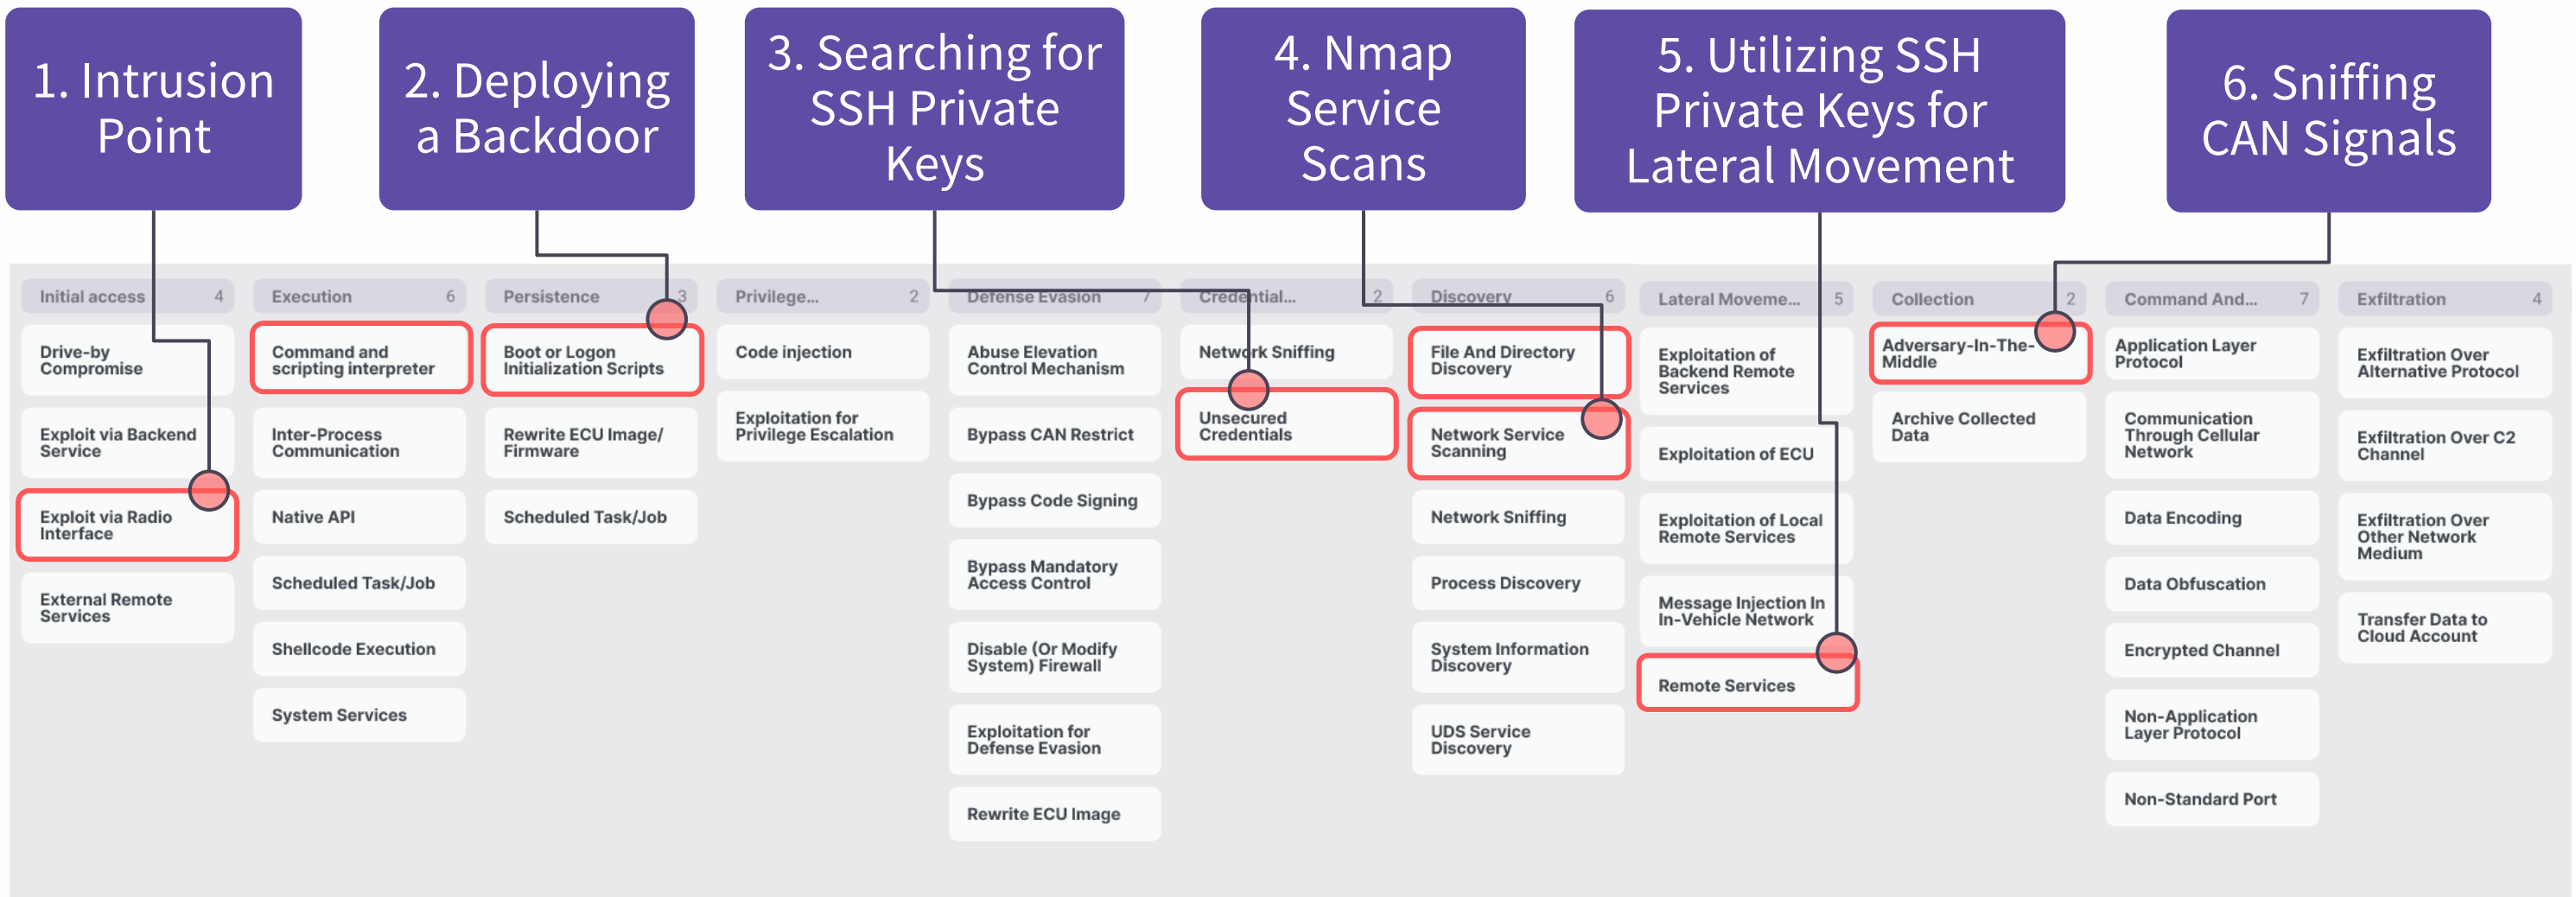 1. Intrusion
Point
2. Deploying
a Backdoor
3. Searching for
SSH Private
Keys
4. Nmap
Service
Scans
5. Utilizing SSH
Private Keys for
Lateral Movement
6. Sniffing
CAN Signals
Initial access 4
Drive-by
Compromise
Exploit via Backend
Service
Exploit via Radio
Interface
External Remote
Services
Execution 6
Command and
scripting interpreter
Inter-Process
Communication
Native API
Scheduled Task/Job
Shellcode Execution
System Services
Persistence 3
Boot or Logon
Initialization Scripts
Rewrite ECU Image/
Firmware
Scheduled Task/Job
Privilege... 2
Code injection
Exploitation for
Privilege Escalation
Defense Evasion 7
Abuse Elevation
Control Mechanism
Bypass CAN Restrict
Bypass Code Signing
Bypass Mandatory
Access Control
Disable (Or Modify
System) Firewall
Exploitation for
Defense Evasion
Rewrite ECU Image
Credential... 2
Network Sniffing
Unsecured
Credentials
Discovery 6
File And Directory
Discovery
Network Service
Scanning
Network Sniffing
Process Discovery
System Information
Discovery
UDS Service
Discovery
Lateral Moveme... 5
Exploitation of
Backend Remote
Services
Exploitation of ECU
Exploitation of Local
Remote Services
Message Injection In
In-Vehicle Network
Remote Services
Collection 2
Adversary-In-The-
Middle
Archive Collected
Data
Command And... 7
Application Layer
Protocol
Communication
Through Cellular
Network
Data Encoding
Data Obfuscation
Encrypted Channel
Non-Application
Layer Protocol
Non-Standard Port
Exfiltration 4
Exfiltration Over
Alternative Protocol
Exfiltration Over C2
Channel
Exfiltration Over
Other Network
Medium
Transfer Data to
Cloud Account